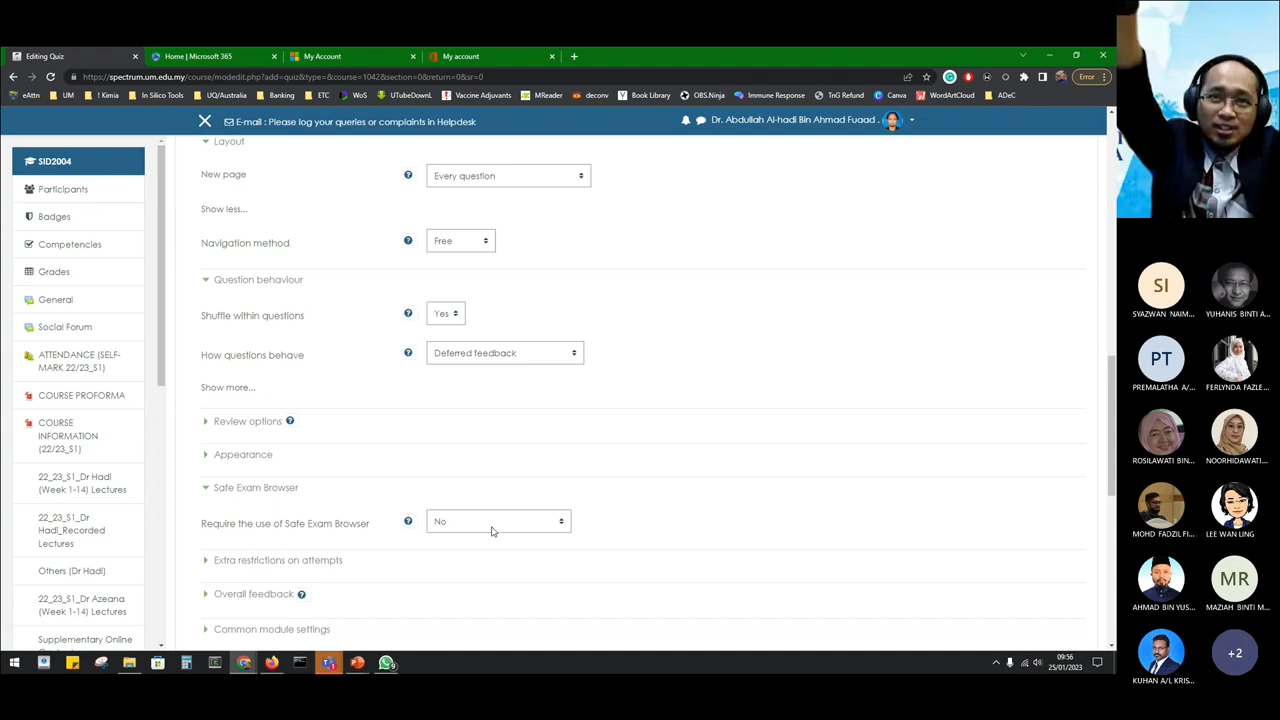 Editing Quiz
Home | Microsoft 365
My Account
My account
https://spectrum.um.edu.my/course/modedit.php?add=quiz&type=&course=1042&section=0&return=0&sr=0
Error
eAttn UM ! Kimia In Silico Tools UQ/Australia Banking ETC WoS UTubeDownL Vaccine Adjuvants MReader deconv Book Library OBS.Ninja Immune Response TnG Refund Canva WordArtCloud ADeC
E-mail : Please log your queries or complaints in Helpdesk
Dr. Abdullah Al-hadi Bin Ahmad Fuaad .
SID2004
Participants
Badges
Competencies
Grades
General
Social Forum
ATTENDANCE (SELF-
MARK 22/23_S1)
COURSE PROFORMA
COURSE
INFORMATION
(22/23_S1)
22_23_S1_Dr Hadi
(Week 1-14) Lectures
22_23_S1_Dr
Hadi_Recorded
Lectures
Others (Dr Hadi)
22_23_S1_Dr Azeana
(Week 1-14) Lectures
Supplementary Online
Layout
New page
Every question
Show less...
Navigation method
Free
Question behaviour
Shuffle within questions
Yes
How questions behave
Deferred feedback
Show more...
Review options
Appearance
Safe Exam Browser
Require the use of Safe Exam Browser
No
Extra restrictions on attempts
Overall feedback
Common module settings
SI
SYAZWAN NAIM...
YUHANIS BINTI A...
PT
PREMALATHA A/...
FERLYNDA FAZLE...
ROSILAWATI BIN...
NOORHIDAWATI...
MOHD FADZIL FI...
LEE WAN LING
MR
AHMAD BIN YUS...
MAZIAH BINTI M...
KUHAN A/L KRIS...
+2
09:56
25/01/2023